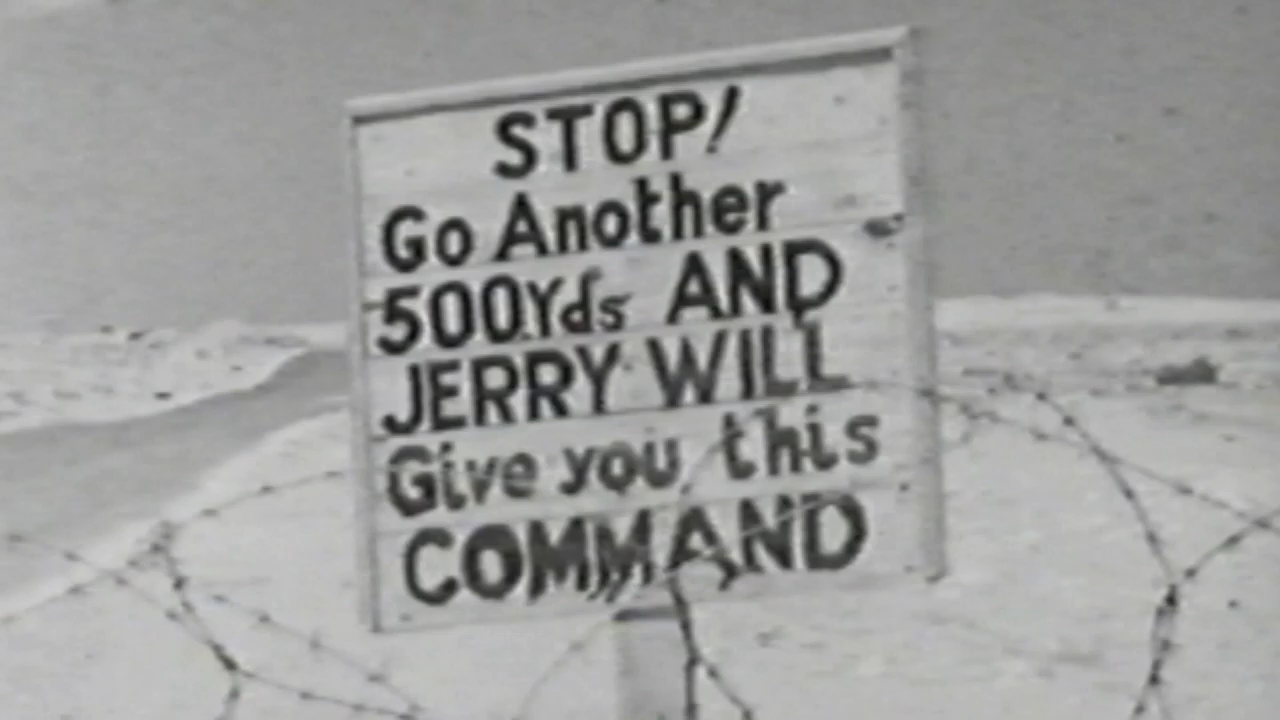 STOP!
Go Another
500Yds AND
JERRY WILL
Give you this
COMMAND